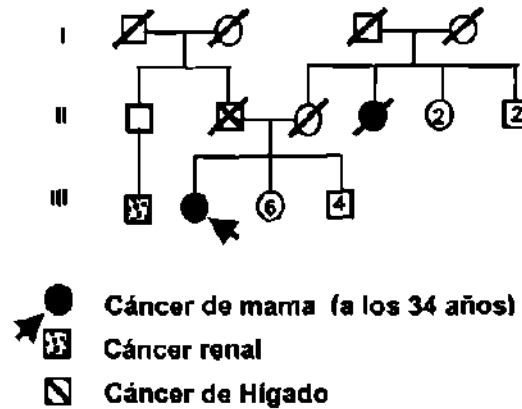 I
II
2
2
III
6
4
Cáncer de mama (a los 34 años)
Cáncer renal
Cáncer de Hígado